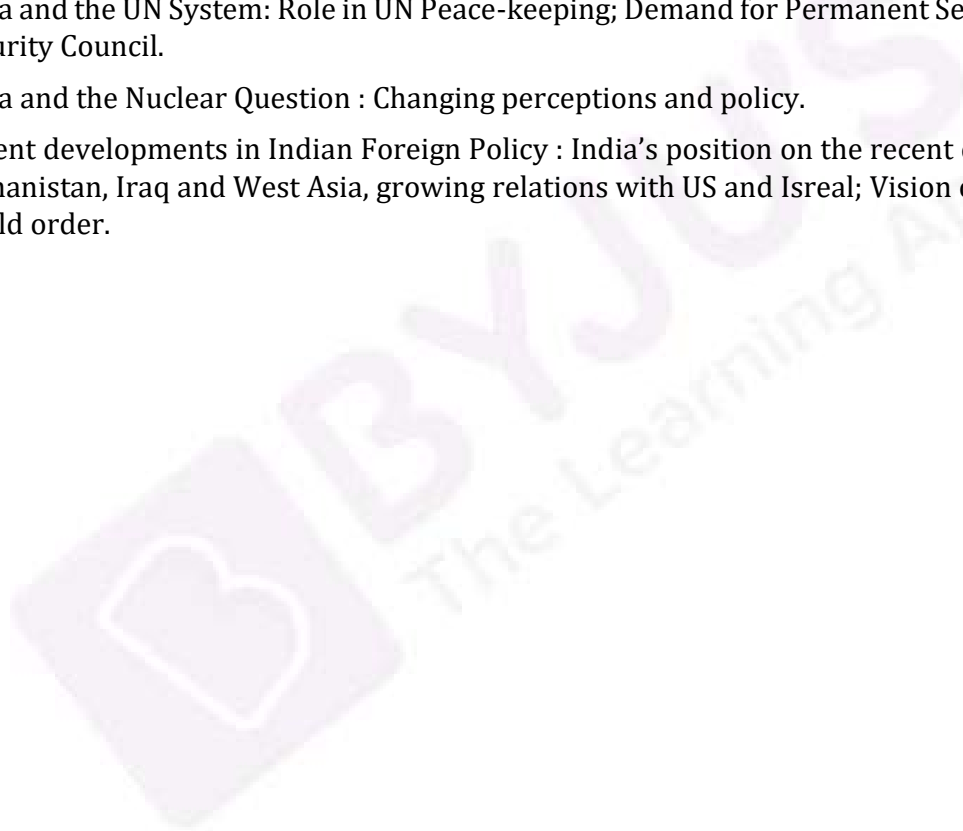 a and the UN System: Role in UN Peace-keeping; Demand for Permanent Se
urity Council.
a and the Nuclear Question : Changing perceptions and policy.
ent developments in Indian Foreign Policy : India's position on the recent
hanistan, Iraq and West Asia, growing relations with US and Isreal; Vision
ld order.
BYJU'S
The Learning A